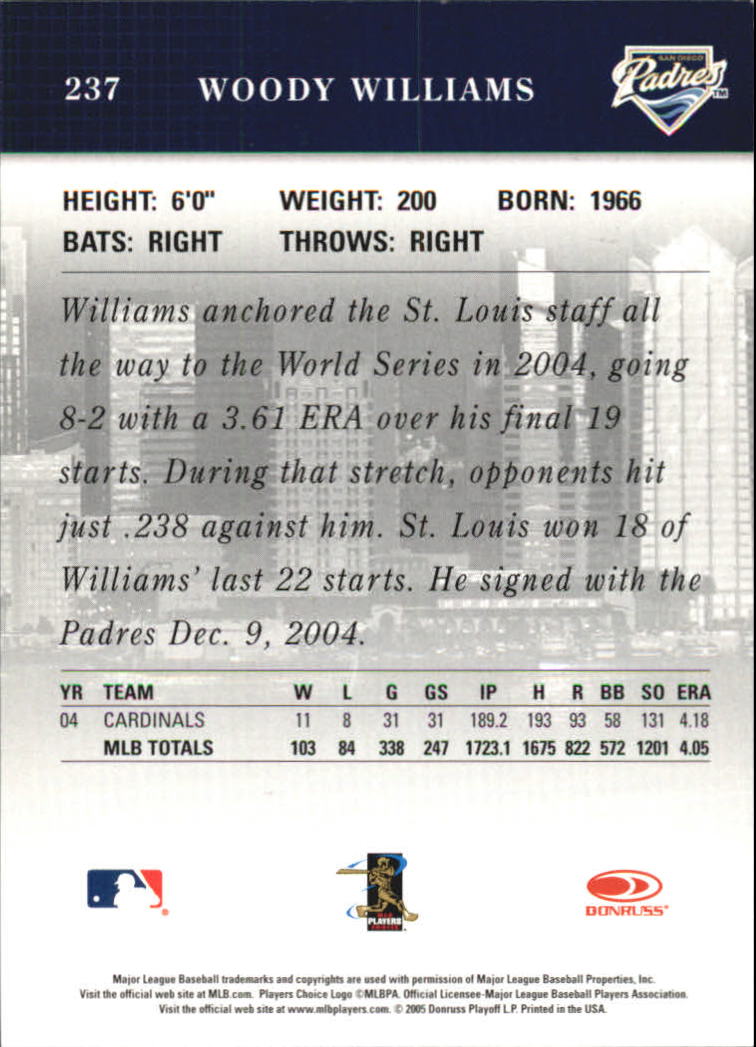 237 WOODY WILLIAMS
SAN DIEGO
Padres
TM
HEIGHT: 6'0" WEIGHT: 200 BORN: 1966
BATS: RIGHT THROWS: RIGHT
Williams anchored the St. Louis staff all
the way to the World Series in 2004, going
8-2 with a 3.61 ERA over his final 19
starts. During that stretch, opponents hit
just .238 against him. St. Louis won 18 of
Williams' last 22 starts. He signed with the
Padres Dec. 9, 2004.
YR TEAM W L G GS IP H R BB SO ERA
04 CARDINALS 11 8 31 31 189.2 193 93 58 131 4.18
MLB TOTALS 103 84 338 247 1723.1 1675 822 572 1201 4.05
PLAYERS
DONRUSS
Major League Baseball trademarks and copyrights are used with permission of Major League Baseball Properties, Inc.
Visit the official web site at MLB.com. Players Choice Logo ©MLBPA. Official Licensee-Major League Baseball Players Association.
Visit the official web site at www.mlbplayers.com. © 2005 Donruss Playoff L.P. Printed in the USA.